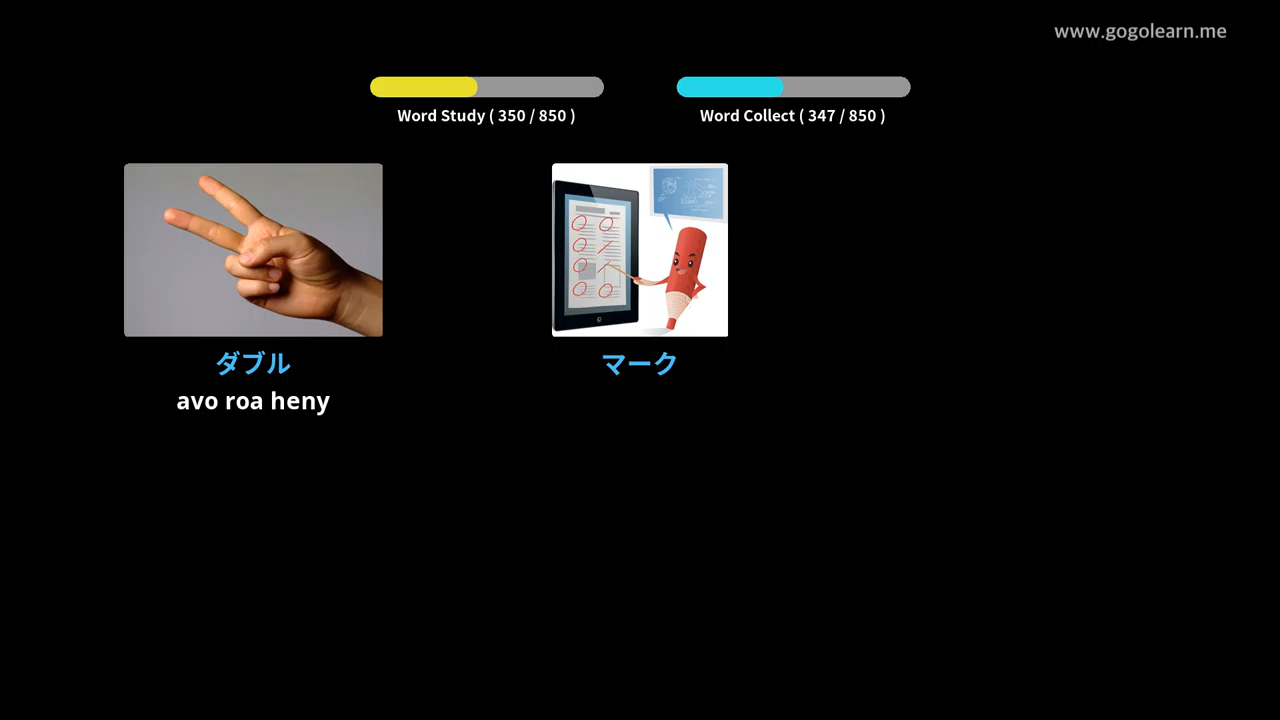 www.gogolearn.me
Word Study ( 350 / 850 )
Word Collect ( 347 / 850 )
ダブル
マーク
avo roa heny